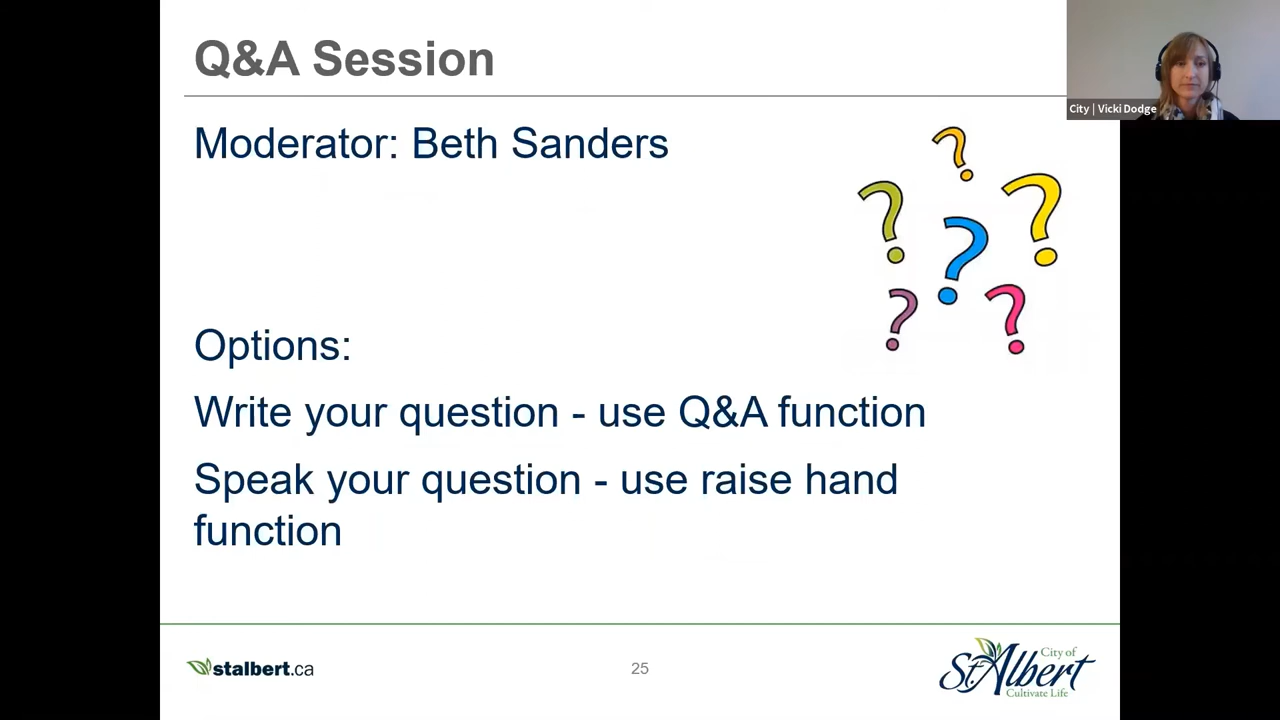 Q&A Session
City | Vicki Dodge
Moderator: Beth Sanders
? ? ? ? ? ?
Options:
Write your question - use Q&A function
Speak your question - use raise hand
function
stalbert.ca
25
City of
St. Albert
Cultivate Life